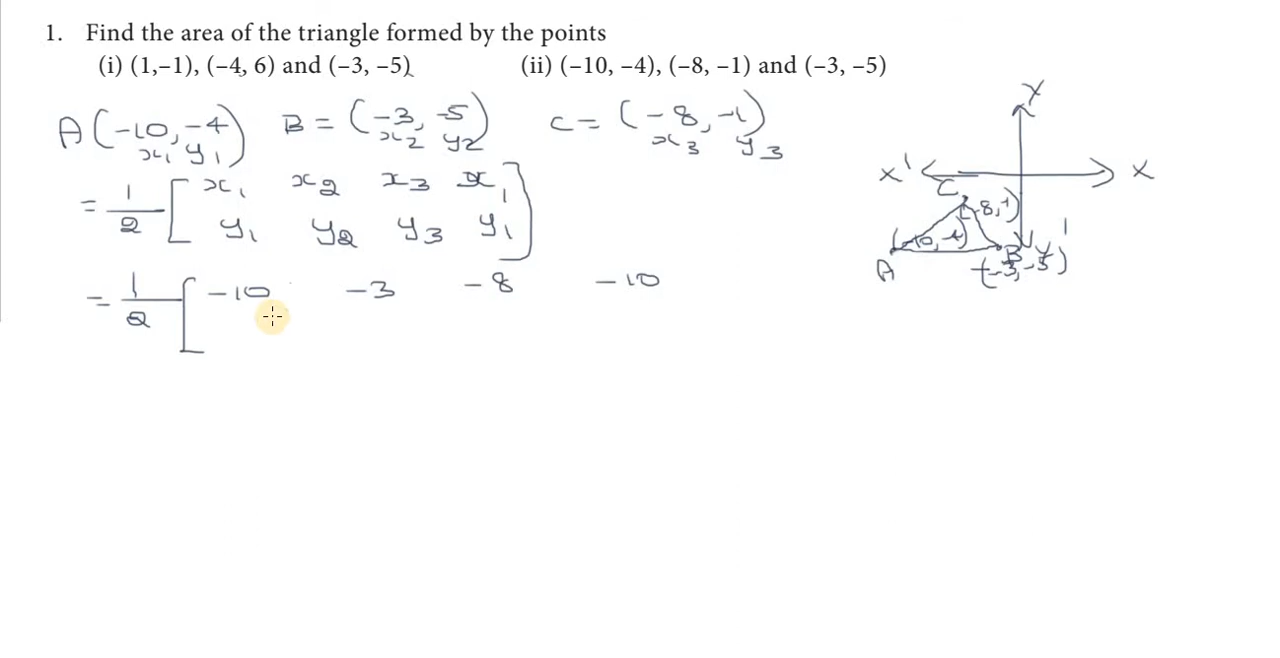 1. Find the area of the triangle formed by the points
(i) (1,–1), (–4, 6) and (–3, –5) (ii) (–10, –4), (–8, –1) and (–3, –5)
A(-10,-4) B = (-3, -5) C = (-8,-1)
x1 y1 x2 y2 x3 y3
= 1/2 [ x1 x2 x3 x1
y1 y2 y3 y1 ]
= 1/2 [ -10 -3 -8 -10
Y
X' X
C
(-8,-1)
(-10,-4) B Y'
A (-3,-5)